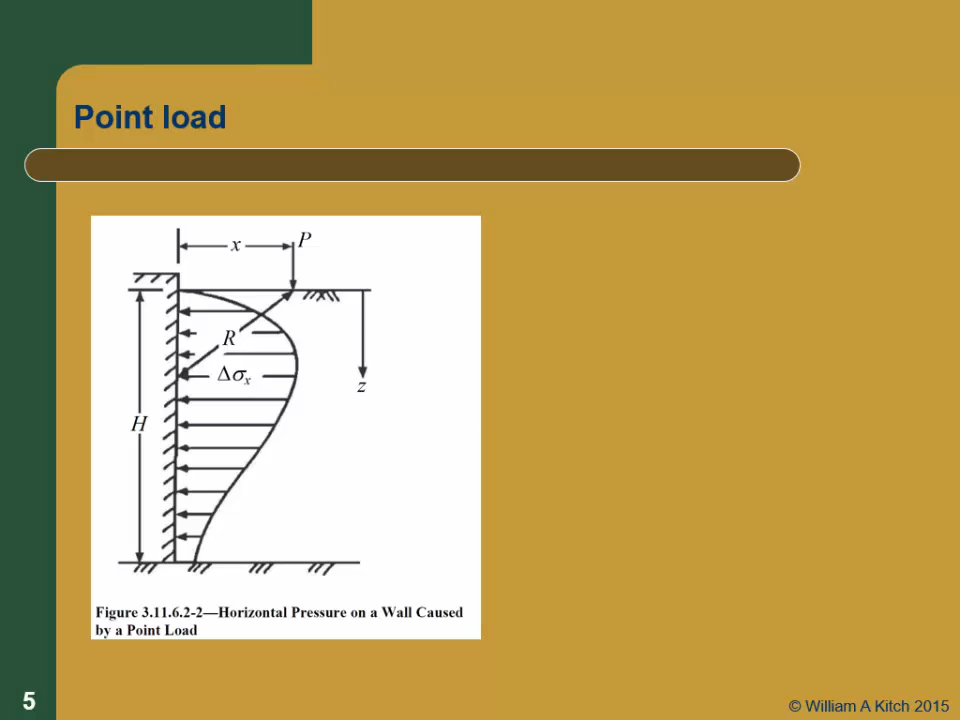 Point load
x
P
R
Δσx
z
H
Figure 3.11.6.2-2—Horizontal Pressure on a Wall Caused
by a Point Load
5
© William A Kitch 2015